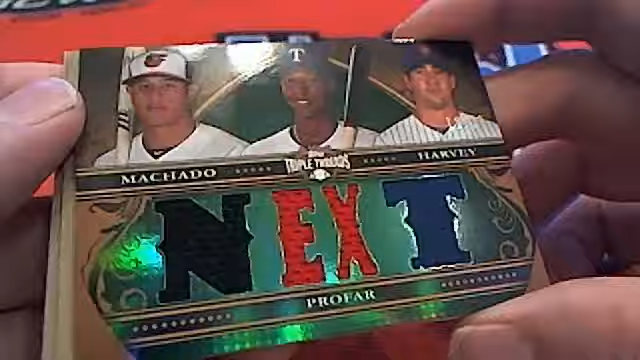 T
MACHADO
TRIPLE THREADS
HARVEY
NEXT
PROFAR